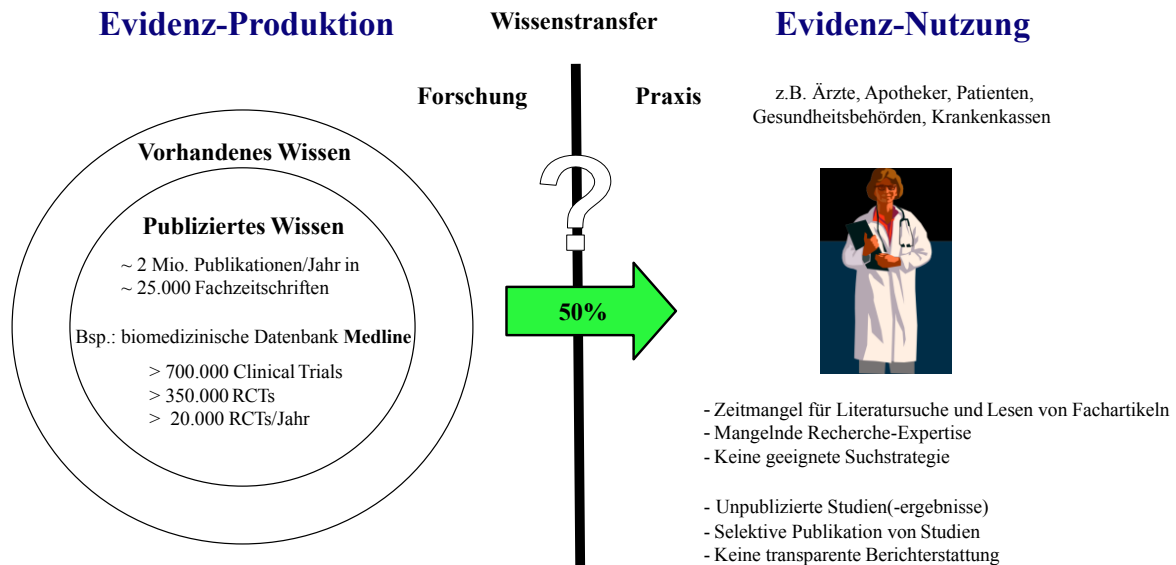 Evidenz-Produktion
Wissenstransfer
Evidenz-Nutzung
Forschung
Praxis
z.B. Ärzte, Apotheker, Patienten,
Gesundheitsbehörden, Krankenkassen
Vorhandenes Wissen
?
Publiziertes Wissen
~ 2 Mio. Publikationen/Jahr in
~ 25.000 Fachzeitschriften
50%
Bsp.: biomedizinische Datenbank Medline
> 700.000 Clinical Trials
> 350.000 RCTs
> 20.000 RCTs/Jahr
- Zeitmangel für Literatursuche und Lesen von Fachartikeln
- Mangelnde Recherche-Expertise
- Keine geeignete Suchstrategie
- Unpublizierte Studien(-ergebnisse)
- Selektive Publikation von Studien
- Keine transparente Berichterstattung